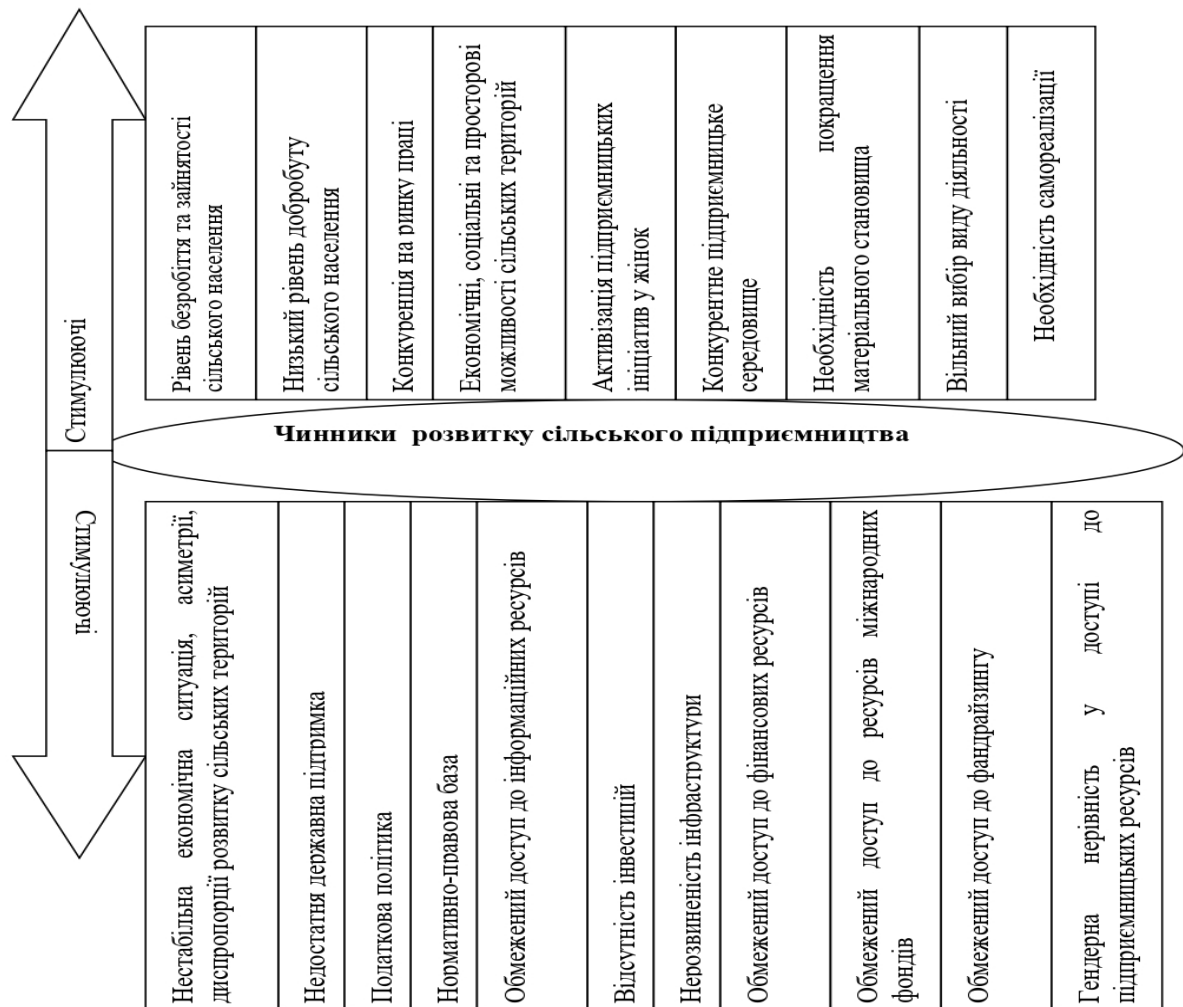 Стимулюючі
Рівень безробіття та зайнятості
сільського населення
Низький рівень добробуту
сільського населення
Конкуренція на ринку праці
Економічні, соціальні та просторові
можливості сільських територій
Активізація підприємницьких
ініціатив у жінок
Конкурентне підприємницьке
середовище
Необхідність покращення
матеріального становища
Вільний вибір виду діяльності
Необхідність самореалізації
Чинники розвитку сільського підприємництва
Стимулюючі
Нестабільна економічна ситуація, асиметрії,
диспропорції розвитку сільських територій
Недостатня державна підтримка
Податкова політика
Нормативно-правова база
Обмежений доступ до інформаційних ресурсів
Відсутність інвестицій
Нерозвиненість інфраструктури
Обмежений доступ до фінансових ресурсів
Обмежений доступ до ресурсів міжнародних
фондів
Обмежений доступ до фандрайзингу
Гендерна нерівність у доступі до
підприємницьких ресурсів